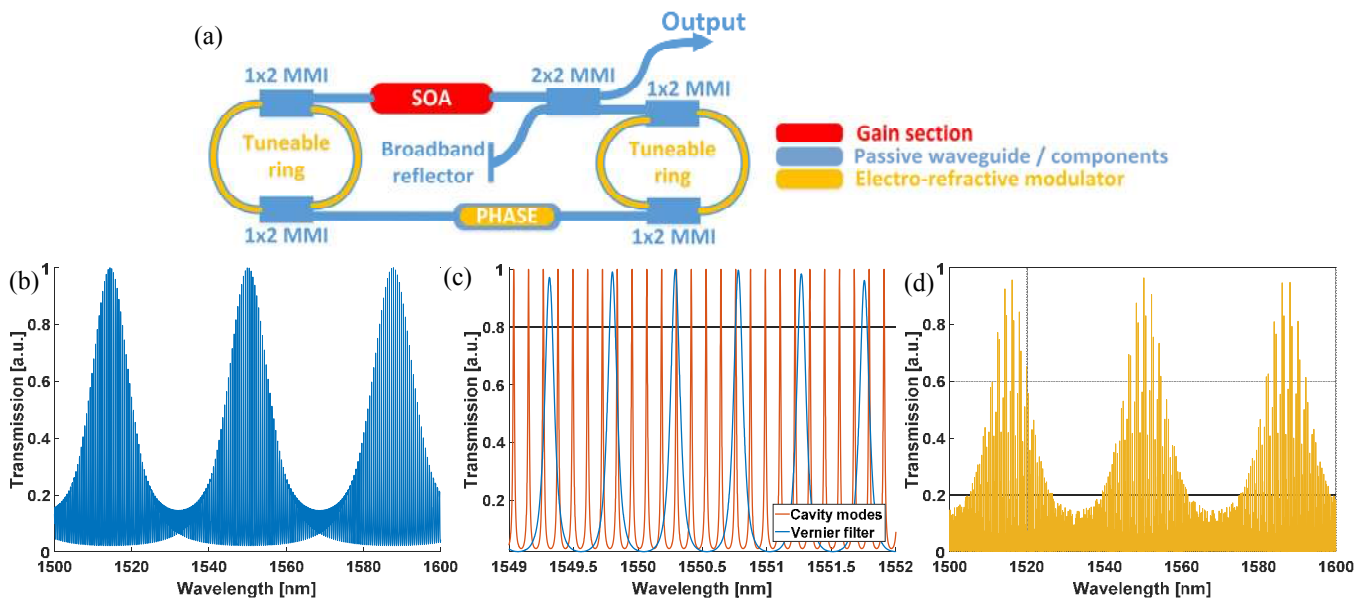 (a)
Output
1x2 MMI
2x2 MMI
1x2 MMI
SOA
Tuneable
ring
Broadband
reflector
Tuneable
ring
Gain section
Passive waveguide / components
Electro-refractive modulator
PHASE
1x2 MMI
1x2 MMI
(b)
Transmission [a.u.]
1
0.8
0.6
0.4
0.2
0
1500
1520
1540
1560
1580
1600
Wavelength [nm]
(c)
Transmission [a.u.]
1
0.8
0.6
0.4
0.2
Cavity modes
Vernier filter
1549
1549.5
1550
1550.5
1551
1551.5
1552
Wavelength [nm]
(d)
Transmission [a.u.]
1
0.8
0.6
0.4
0.2
0
1500
1520
1540
1560
1580
1600
Wavelength [nm]